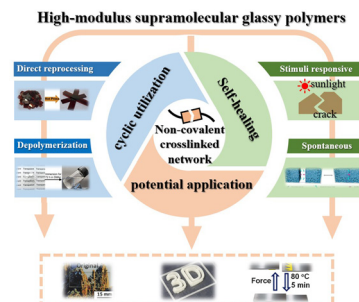 High-modulus supramolecular glassy polymers
Direct reprocessing
Depolymerization
cyclic utilization
Self-healing
Non-covalent
crosslinked
network
potential application
Stimuli responsive
sunlight
crack
Spontaneous
Original
15 min
3D
Force
80 °C
5 min